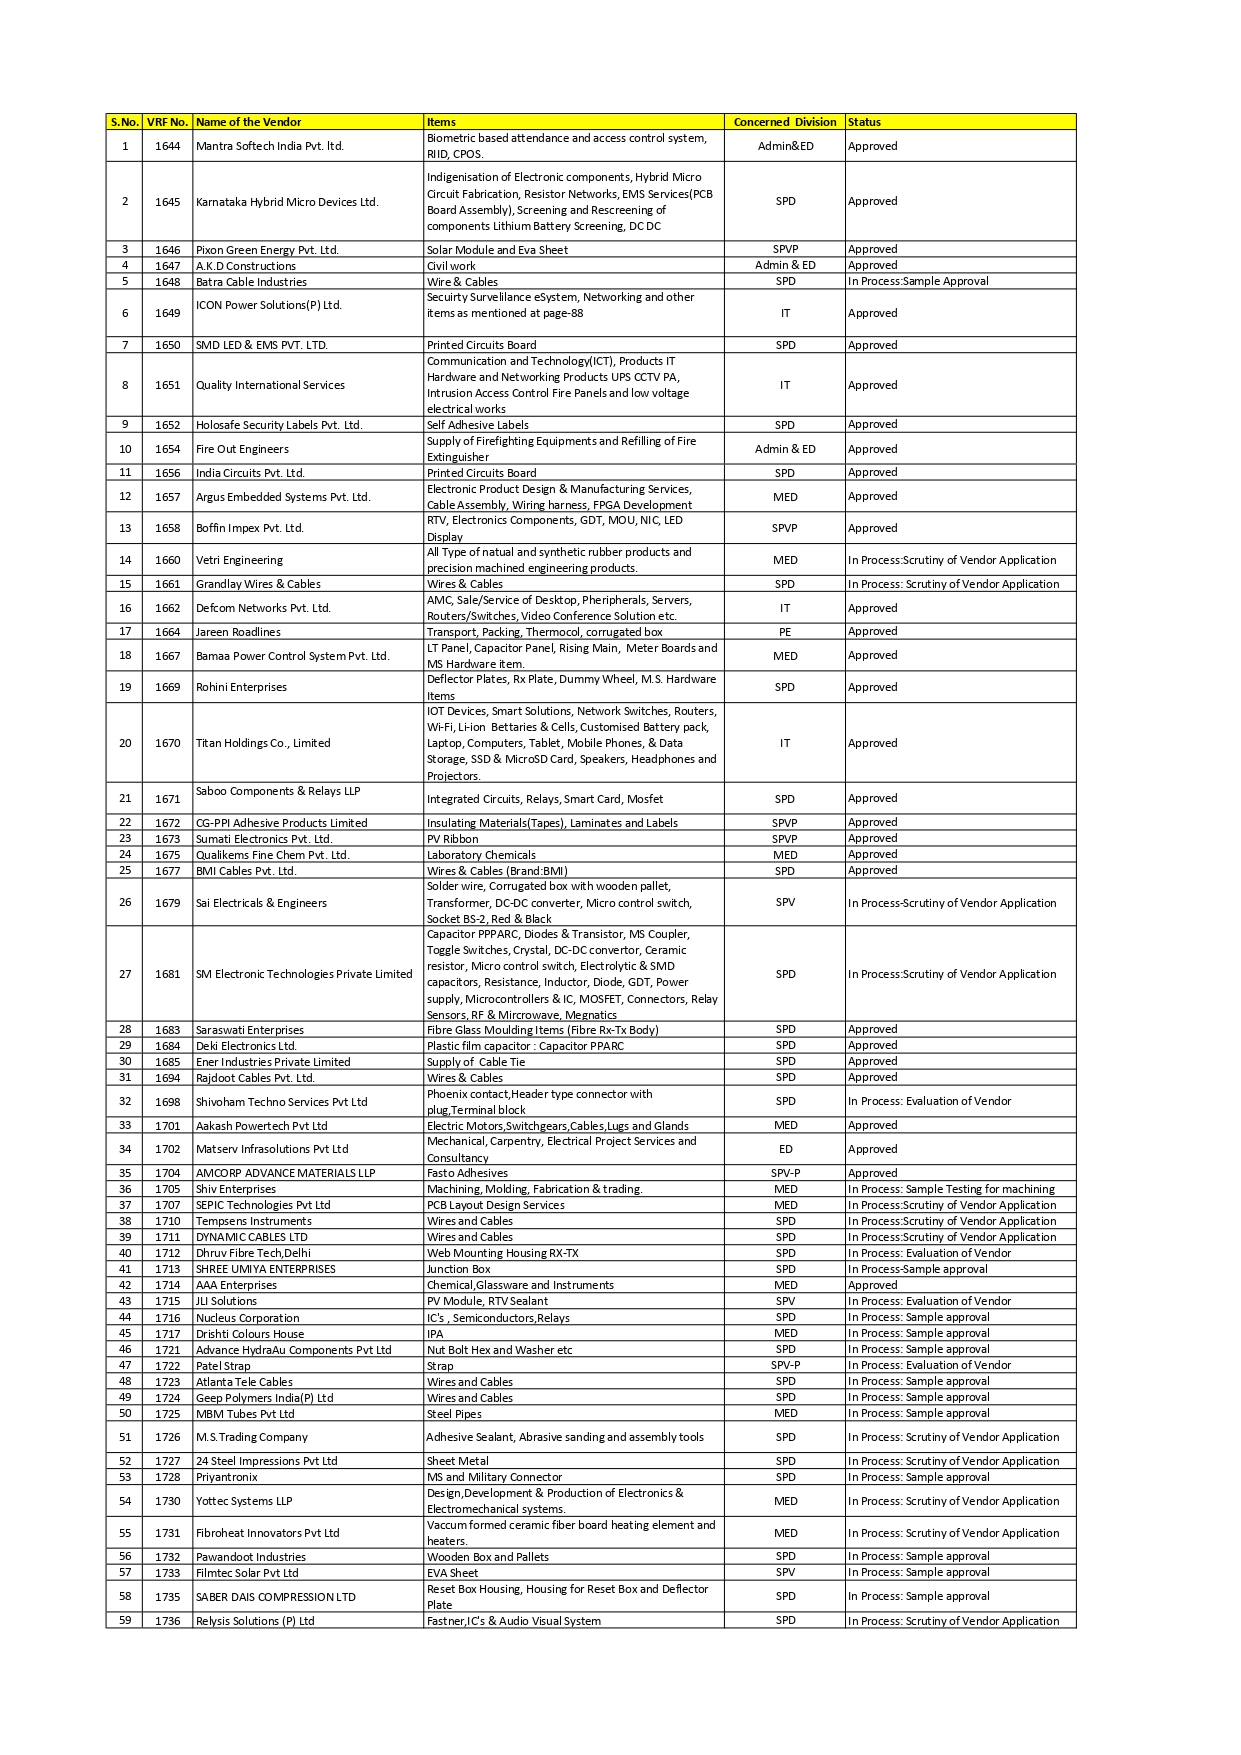 S.No. VRF No. Name of the Vendor Items Concerned Division Status
1 1644 Mantra Softech India Pvt. ltd. Biometric based attendance and access control system, Admin&ED Approved
RIID, CPOS.
2 1645 Karnataka Hybrid Micro Devices Ltd. Indigenisation of Electronic components, Hybrid Micro SPD Approved
Circuit Fabrication, Resistor Networks, EMS Services(PCB
Board Assembly), Screening and Rescreening of
components Lithium Battery Screening, DC DC
3 1646 Pixon Green Energy Pvt. Ltd. Solar Module and Eva Sheet SPVP Approved
4 1647 A.K.D Constructions Civil work Admin & ED Approved
5 1648 Batra Cable Industries Wire & Cables SPD In Process:Sample Approval
6 1649 ICON Power Solutions(P) Ltd. Secuirty Survelilance eSystem, Networking and other IT Approved
items as mentioned at page-88
7 1650 SMD LED & EMS PVT. LTD. Printed Circuits Board SPD Approved
8 1651 Quality International Services Communication and Technology(ICT), Products IT IT Approved
Hardware and Networking Products UPS CCTV PA,
Intrusion Access Control Fire Panels and low voltage
electrical works
9 1652 Holosafe Security Labels Pvt. Ltd. Self Adhesive Labels SPD Approved
10 1654 Fire Out Engineers Supply of Firefighting Equipments and Refilling of Fire Admin & ED Approved
Extinguisher
11 1656 India Circuits Pvt. Ltd. Printed Circuits Board SPD Approved
12 1657 Argus Embedded Systems Pvt. Ltd. Electronic Product Design & Manufacturing Services, MED Approved
Cable Assembly, Wiring harness, FPGA Development
13 1658 Boffin Impex Pvt. Ltd. RTV, Electronics Components, GDT, MOU, NIC, LED SPVP Approved
Display
14 1660 Vetri Engineering All Type of natual and synthetic rubber products and MED In Process:Scrutiny of Vendor Application
precision machined engineering products.
15 1661 Grandlay Wires & Cables Wires & Cables SPD In Process: Scrutiny of Vendor Application
16 1662 Defcom Networks Pvt. Ltd. AMC, Sale/Service of Desktop, Pheripherals, Servers, IT Approved
Routers/Switches, Video Conference Solution etc.
17 1664 Jareen Roadlines Transport, Packing, Thermocol, corrugated box PE Approved
18 1667 Bamaa Power Control System Pvt. Ltd. LT Panel, Capacitor Panel, Rising Main, Meter Boards and MED Approved
MS Hardware item.
19 1669 Rohini Enterprises Deflector Plates, Rx Plate, Dummy Wheel, M.S. Hardware SPD Approved
Items
20 1670 Titan Holdings Co., Limited IOT Devices, Smart Solutions, Network Switches, Routers, IT Approved
Wi-Fi, Li-ion Bettaries & Cells, Customised Battery pack,
Laptop, Computers, Tablet, Mobile Phones, & Data
Storage, SSD & MicroSD Card, Speakers, Headphones and
Projectors.
21 1671 Saboo Components & Relays LLP Integrated Circuits, Relays, Smart Card, Mosfet SPD Approved
22 1672 CG-PPI Adhesive Products Limited Insulating Materials(Tapes), Laminates and Labels SPVP Approved
23 1673 Sumati Electronics Pvt. Ltd. PV Ribbon SPVP Approved
24 1675 Qualikems Fine Chem Pvt. Ltd. Laboratory Chemicals MED Approved
25 1677 BMI Cables Pvt. Ltd. Wires & Cables (Brand:BMI) SPD Approved
26 1679 Sai Electricals & Engineers Solder wire, Corrugated box with wooden pallet, SPV In Process-Scrutiny of Vendor Application
Transformer, DC-DC converter, Micro control switch,
Socket BS-2, Red & Black
27 1681 SM Electronic Technologies Private Limited Capacitor PPPARC, Diodes & Transistor, MS Coupler, SPD In Process:Scrutiny of Vendor Application
Toggle Switches, Crystal, DC-DC convertor, Ceramic
resistor, Micro control switch, Electrolytic & SMD
capacitors, Resistance, Inductor, Diode, GDT, Power
supply, Microcontrollers & IC, MOSFET, Connectors, Relay
Sensors, RF & Mircrowave, Megnatics
28 1683 Saraswati Enterprises Fibre Glass Moulding Items (Fibre Rx-Tx Body) SPD Approved
29 1684 Deki Electronics Ltd. Plastic film capacitor : Capacitor PPARC SPD Approved
30 1685 Ener Industries Private Limited Supply of Cable Tie SPD Approved
31 1694 Rajdoot Cables Pvt. Ltd. Wires & Cables SPD Approved
32 1698 Shivoham Techno Services Pvt Ltd Phoenix contact,Header type connector with SPD In Process: Evaluation of Vendor
plug,Terminal block
33 1701 Aakash Powertech Pvt Ltd Electric Motors,Switchgears,Cables,Lugs and Glands MED Approved
34 1702 Matserv Infrasolutions Pvt Ltd Mechanical, Carpentry, Electrical Project Services and ED Approved
Consultancy
35 1704 AMCORP ADVANCE MATERIALS LLP Fasto Adhesives SPV-P Approved
36 1705 Shiv Enterprises Machining, Molding, Fabrication & trading. MED In Process: Sample Testing for machining
37 1707 SEPIC Technologies Pvt Ltd PCB Layout Design Services MED In Process:Scrutiny of Vendor Application
38 1710 Tempsens Instruments Wires and Cables SPD In Process:Scrutiny of Vendor Application
39 1711 DYNAMIC CABLES LTD Wires and Cables SPD In Process:Scrutiny of Vendor Application
40 1712 Dhruv Fibre Tech,Delhi Web Mounting Housing RX-TX SPD In Process: Evaluation of Vendor
41 1713 SHREE UMIYA ENTERPRISES Junction Box SPD In Process-Sample approval
42 1714 AAA Enterprises Chemical,Glassware and Instruments MED Approved
43 1715 JLI Solutions PV Module, RTV Sealant SPV In Process: Evaluation of Vendor
44 1716 Nucleus Corporation IC's , Semiconductors,Relays SPD In Process: Sample approval
45 1717 Drishti Colours House IPA MED In Process: Sample approval
46 1721 Advance HydraAu Components Pvt Ltd Nut Bolt Hex and Washer etc SPD In Process: Sample approval
47 1722 Patel Strap Strap SPV-P In Process: Evaluation of Vendor
48 1723 Atlanta Tele Cables Wires and Cables SPD In Process: Sample approval
49 1724 Geep Polymers India(P) Ltd Wires and Cables SPD In Process: Sample approval
50 1725 MBM Tubes Pvt Ltd Steel Pipes MED In Process: Sample approval
51 1726 M.S.Trading Company Adhesive Sealant, Abrasive sanding and assembly tools SPD In Process: Scrutiny of Vendor Application
52 1727 24 Steel Impressions Pvt Ltd Sheet Metal SPD In Process: Scrutiny of Vendor Application
53 1728 Priyantronix MS and Military Connector SPD In Process: Sample approval
54 1730 Yottec Systems LLP Design,Development & Production of Electronics & MED In Process: Scrutiny of Vendor Application
Electromechanical systems.
55 1731 Fibroheat Innovators Pvt Ltd Vaccum formed ceramic fiber board heating element and MED In Process: Scrutiny of Vendor Application
heaters.
56 1732 Pawandoot Industries Wooden Box and Pallets SPD In Process: Sample approval
57 1733 Filmtec Solar Pvt Ltd EVA Sheet SPV In Process: Sample approval
58 1735 SABER DAIS COMPRESSION LTD Reset Box Housing, Housing for Reset Box and Deflector SPD In Process: Sample approval
Plate
59 1736 Relysis Solutions (P) Ltd Fastner,IC's & Audio Visual System SPD In Process: Scrutiny of Vendor Application